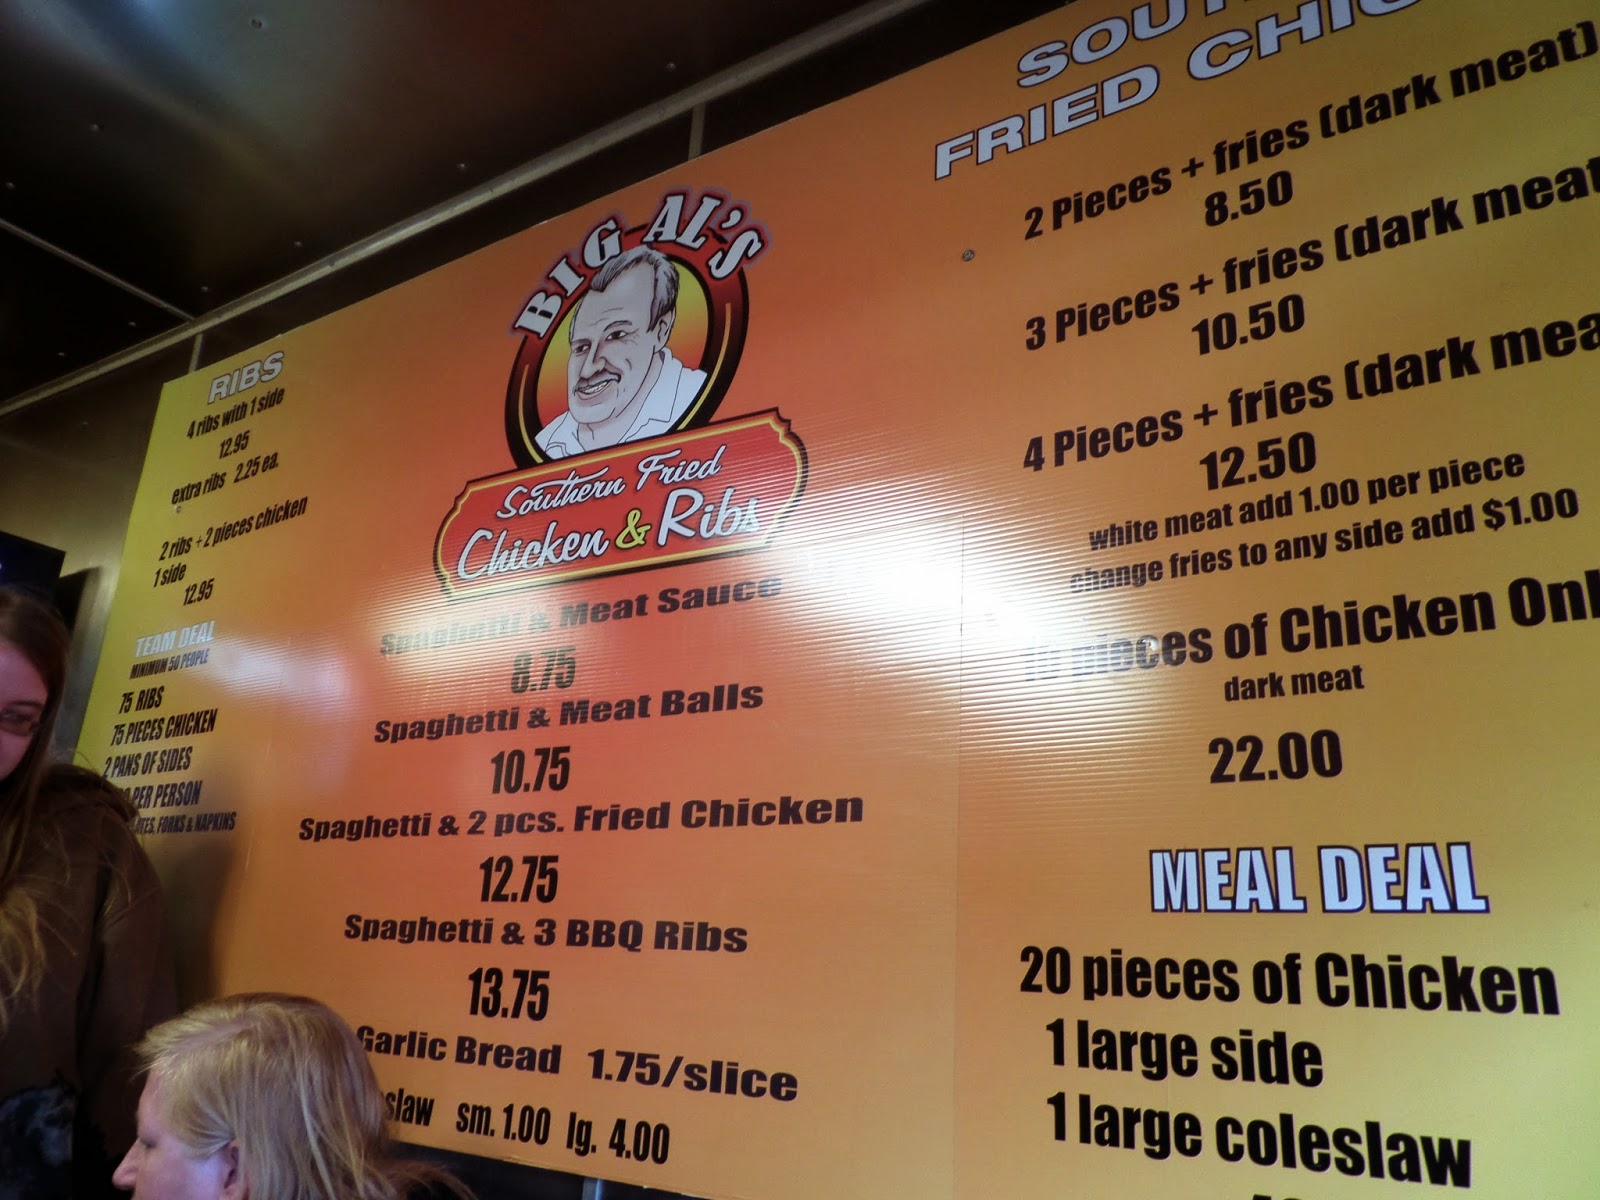 RIBS
4 ribs with 1 side
12.95
extra ribs 2.25 ea.
2 ribs + 2 pieces chicken
1 side
12.95
TEAM DEAL
MINIMUM 50 PEOPLE
75 RIBS
75 PIECES CHICKEN
2 PANS OF SIDES
PER PERSON
FORKS & NAPKINS
BIG AL'S
Southern Fried
Chicken & Ribs
Spaghetti & Meat Sauce
8.75
Spaghetti & Meat Balls
10.75
Spaghetti & 2 pcs. Fried Chicken
12.75
Spaghetti & 3 BBQ Ribs
13.75
Garlic Bread 1.75/slice
slaw sm. 1.00 lg. 4.00
FRIED
2 Pieces + fries (dark meat)
8.50
3 Pieces + fries (dark meat
10.50
4 Pieces + fries (dark mea
12.50
white meat add 1.00 per piece
change fries to any side add $1.00
pieces of Chicken Onl
dark meat
22.00
MEAL DEAL
20 pieces of Chicken
1 large side
1 large coleslaw